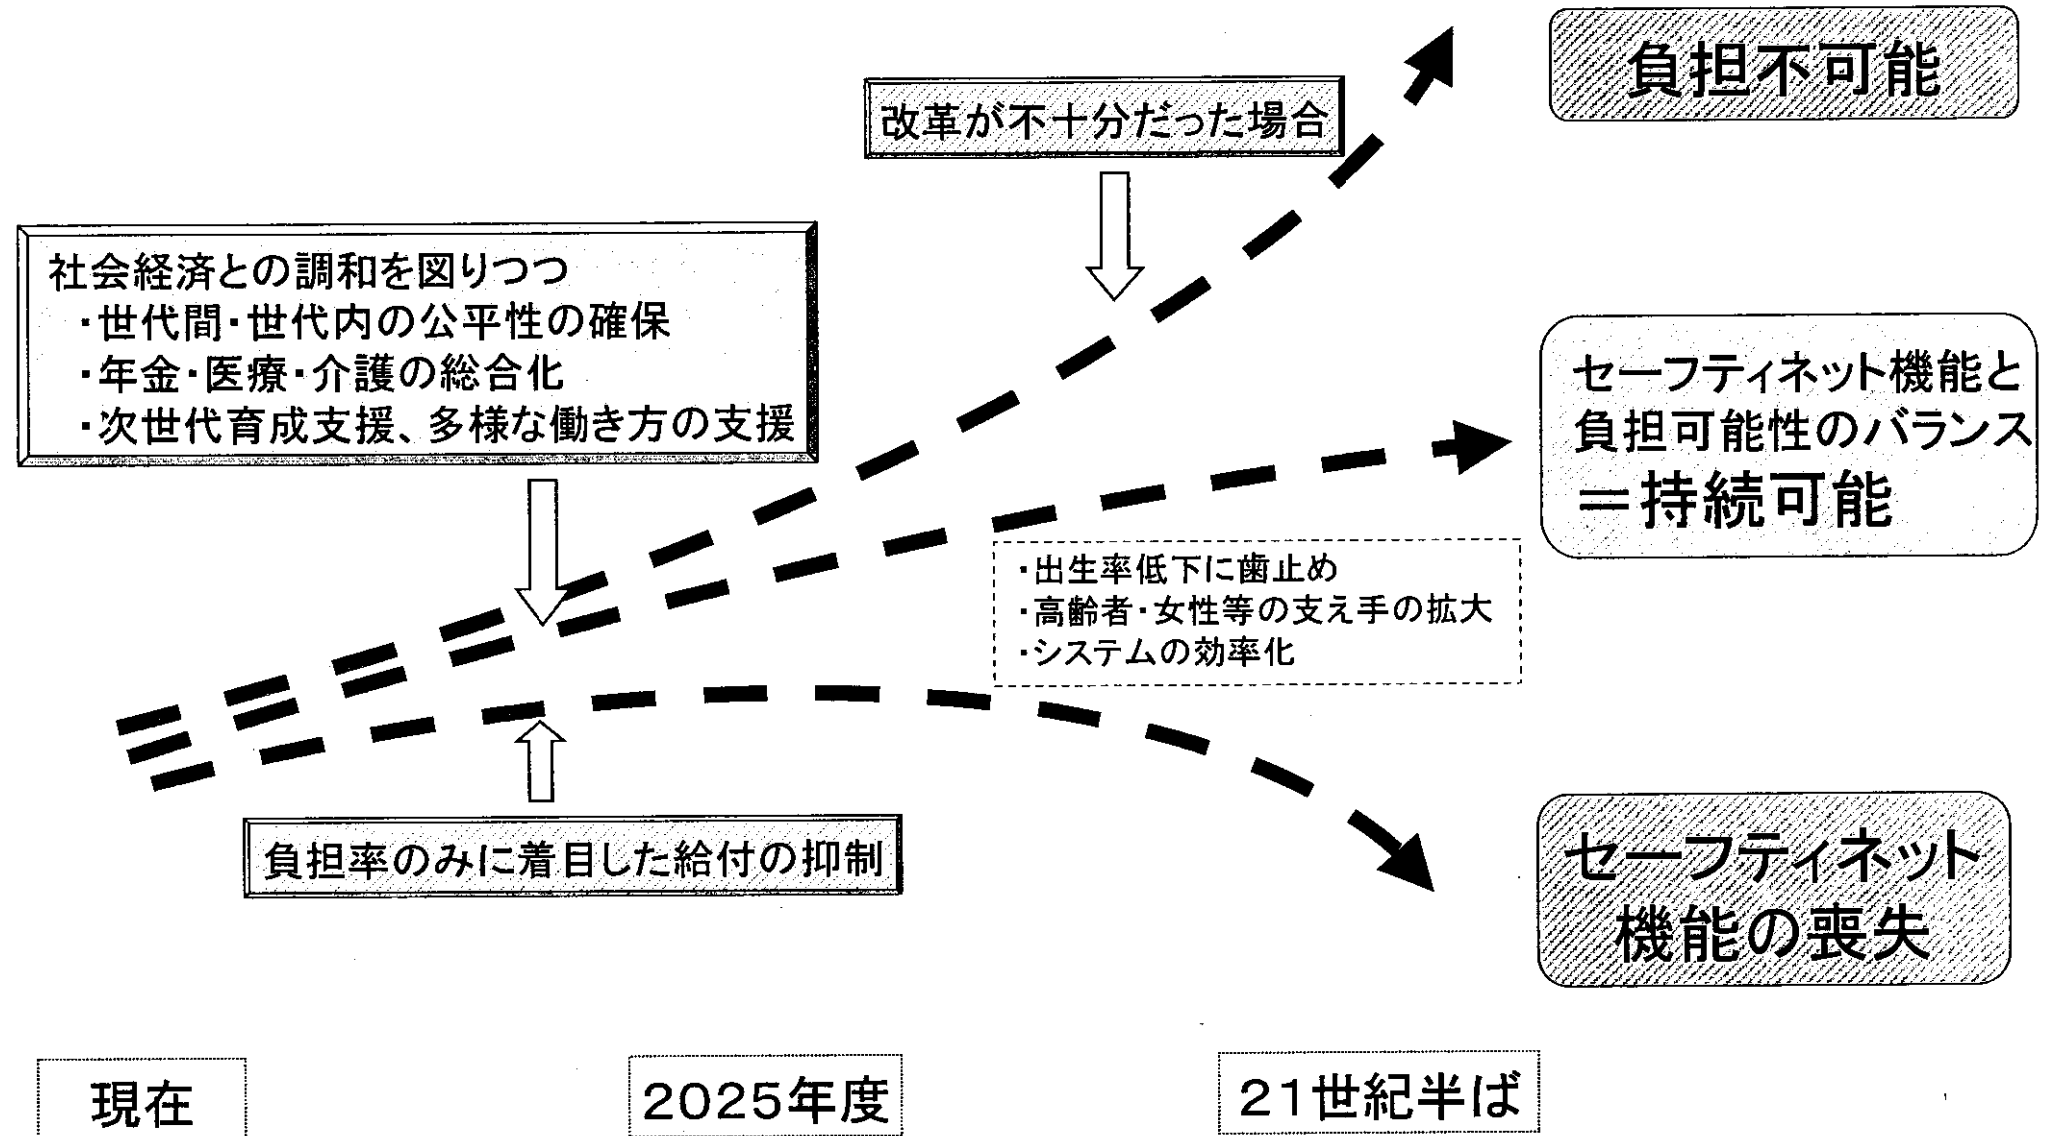 負担不可能
改革が不十分だった場合
社会経済との調和を図りつつ
・世代間・世代内の公平性の確保
・年金・医療・介護の総合化
・次世代育成支援、多様な働き方の支援
セーフティネット機能と
負担可能性のバランス
＝持続可能
・出生率低下に歯止め
・高齢者・女性等の支え手の拡大
・システムの効率化
負担率のみに着目した給付の抑制
セーフティネット
機能の喪失
現在
２０２５年度
２１世紀半ば